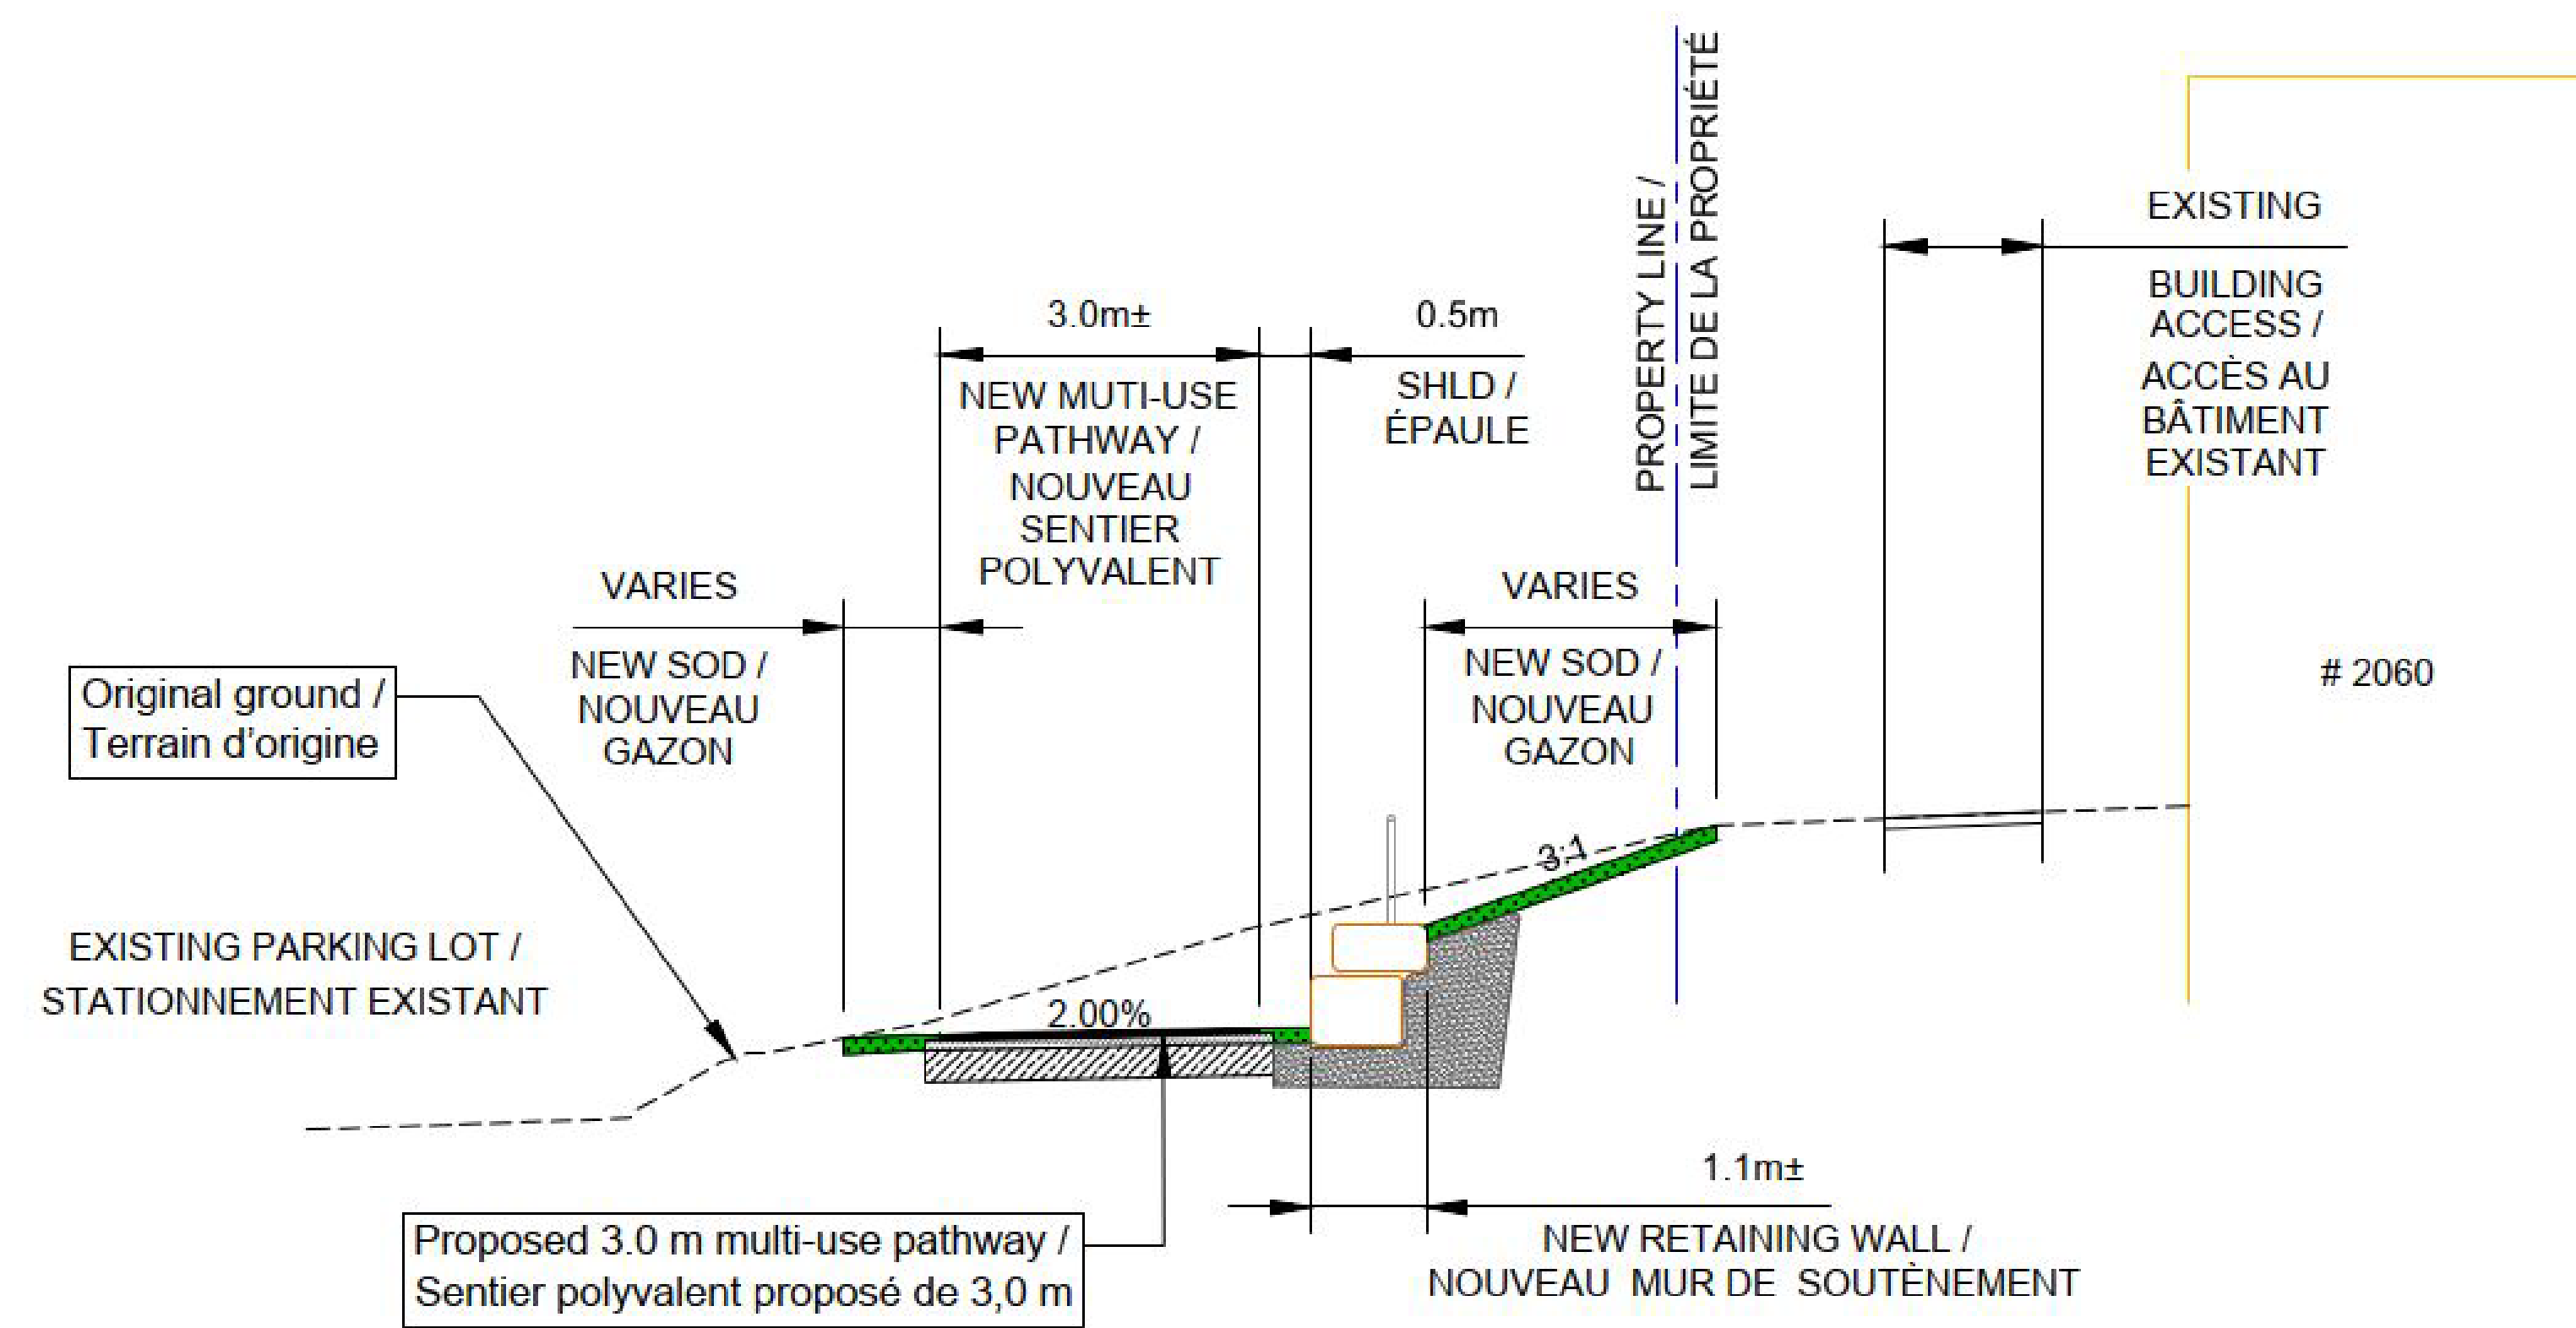 PROPERTY LINE /
LIMITE DE LA PROPRIÉTÉ
EXISTING
BUILDING
ACCESS /
ACCÈS AU
BÂTIMENT
EXISTANT
3.0m±
NEW MUTI-USE
PATHWAY /
NOUVEAU
SENTIER
POLYVALENT
0.5m
SHLD /
ÉPAULE
VARIES
NEW SOD /
NOUVEAU
GAZON
VARIES
NEW SOD /
NOUVEAU
GAZON
# 2060
Original ground /
Terrain d'origine
3:1
EXISTING PARKING LOT /
STATIONNEMENT EXISTANT
2.00%
1.1m±
NEW RETAINING WALL /
NOUVEAU MUR DE SOUTÈNEMENT
Proposed 3.0 m multi-use pathway /
Sentier polyvalent proposé de 3,0 m